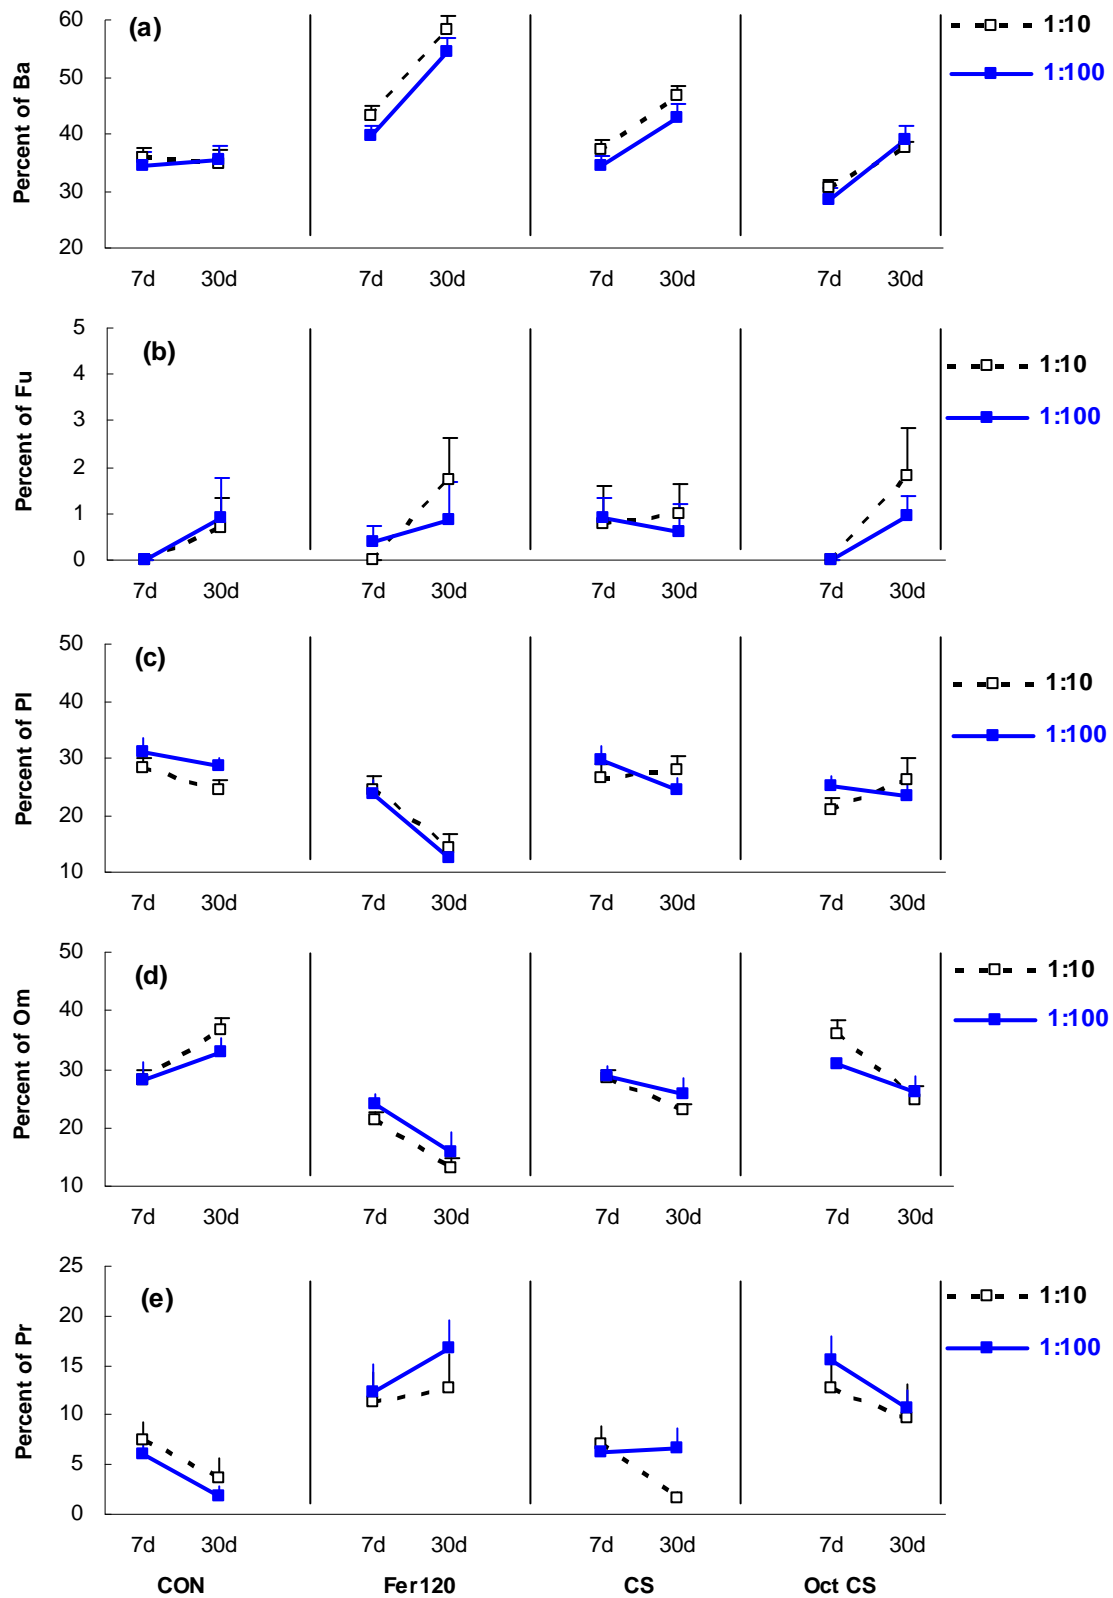 (a)
1:10
1:100
Percent of Ba
60
50
40
30
20
7d 30d 7d 30d 7d 30d 7d 30d
(b)
1:10
1:100
Percent of Fu
5
4
3
2
1
0
7d 30d 7d 30d 7d 30d 7d 30d
(c)
1:10
1:100
Percent of Pl
50
40
30
20
10
7d 30d 7d 30d 7d 30d 7d 30d
(d)
1:10
1:100
Percent of Om
50
40
30
20
10
7d 30d 7d 30d 7d 30d 7d 30d
(e)
1:10
1:100
Percent of Pr
25
20
15
10
5
0
7d 30d 7d 30d 7d 30d 7d 30d
CON Fer120 CS Oct CS